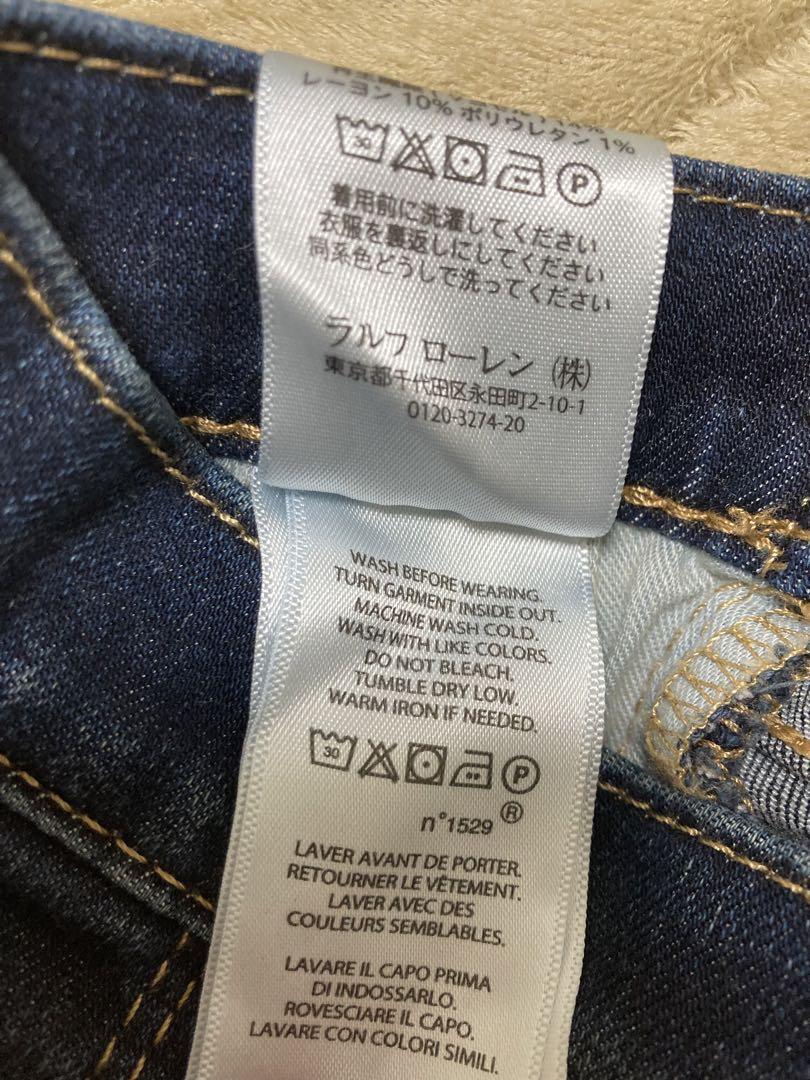 レーヨン 10% ポリウレタン 1%
30 P
着用前に洗濯してください
衣服を裏返しにしてください
同系色どうしで洗ってください
ラルフ ローレン (株)
東京都千代田区永田町2-10-1
0120-3274-20
WASH BEFORE WEARING.
TURN GARMENT INSIDE OUT.
MACHINE WASH COLD.
WASH WITH LIKE COLORS.
DO NOT BLEACH.
TUMBLE DRY LOW.
WARM IRON IF NEEDED.
30 P
n°1529 ®
LAVER AVANT DE PORTER.
RETOURNER LE VÊTEMENT.
LAVER AVEC DES
COULEURS SEMBLABLES.
LAVARE IL CAPO PRIMA
DI INDOSSARLO.
ROVESCIARE IL CAPO.
LAVARE CON COLORI SIMILI.